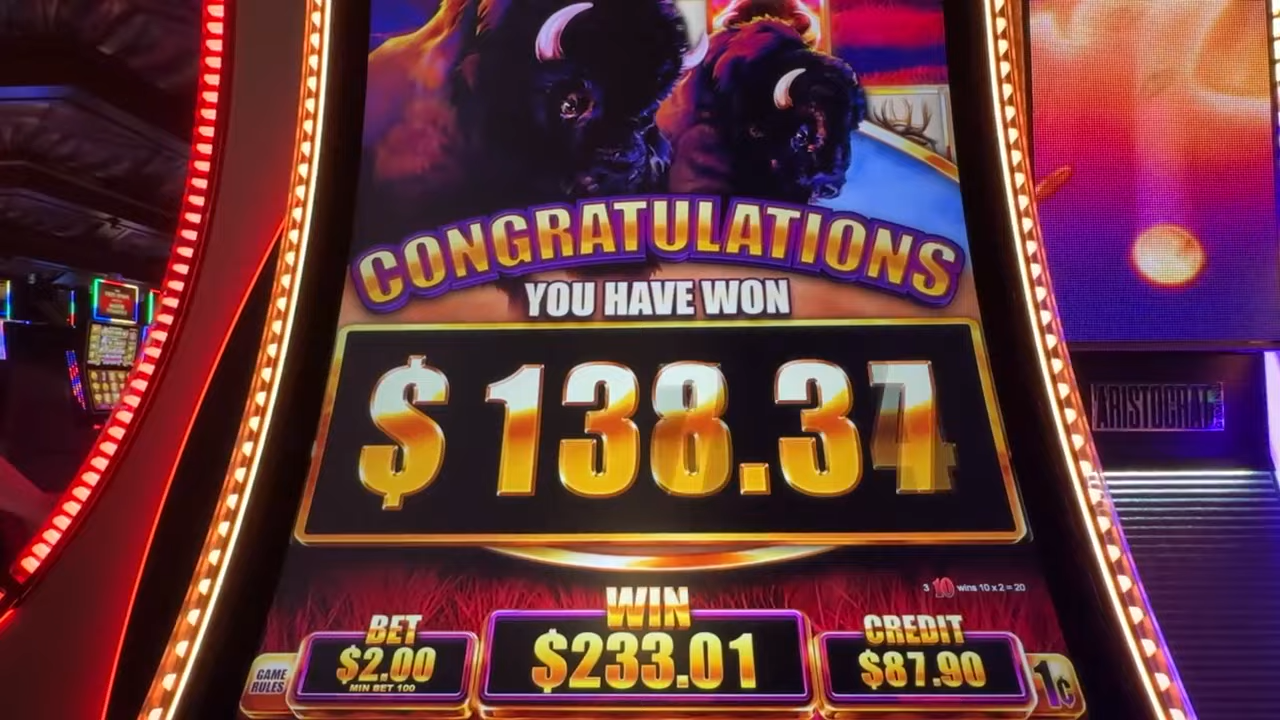 CONGRATULATIONS
YOU HAVE WON
$138.34
ARISTOCRAT
3 10 wins 10 x 2 = 20
BET
$2.00
MIN BET 100
WIN
$233.01
CREDIT
$87.90
GAME
RULES
1¢